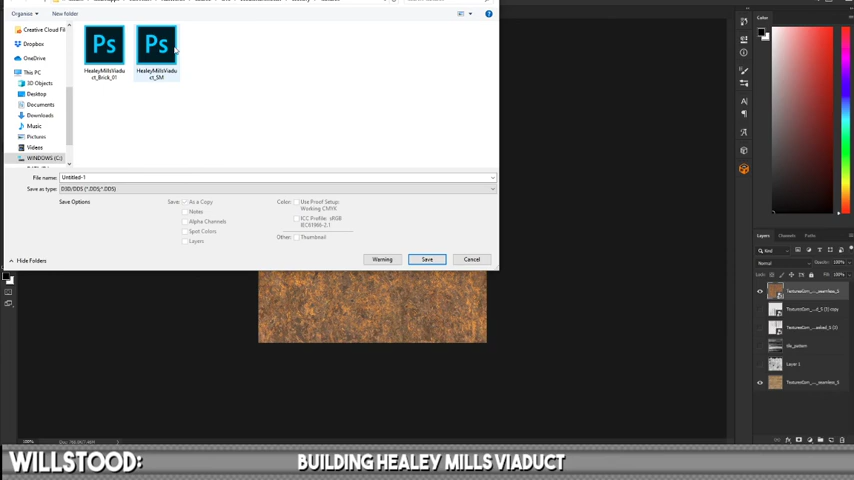 Organize
New folder
Creative Cloud Fil
Dropbox
OneDrive
This PC
3D Objects
Desktop
Documents
Downloads
Music
Pictures
Videos
WINDOWS (C:)
Ps
Ps
HealeyMillsViadu
ct_Brick_01
HealeyMillsViadu
ct_SM
File name:
Untitled-1
Save as type:
D3D/DDS (*.DDS;*.DDS)
Save Options
Save:
As a Copy
Notes
Alpha Channels
Spot Colors
Layers
Color:
Use Proof Setup:
Working CMYK
ICC Profile: sRGB
IEC61966-2.1
Other:
Thumbnail
Hide Folders
Warning
Save
Cancel
Color
Layers
Channels
Paths
Kind
Normal
Opacity:
100%
Lock:
Fill:
100%
tile_pattern
Layer 1
100%
WILLSTOOD:
BUILDING HEALEY MILLS VIADUCT